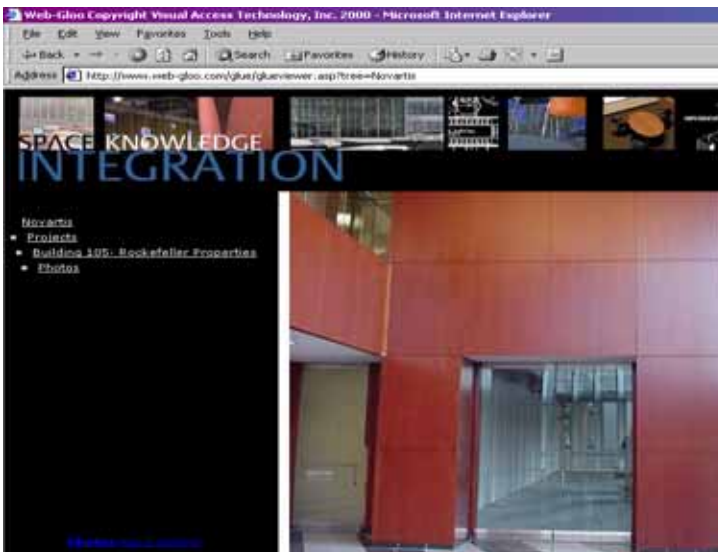 Web-Gloo Copyright Visual Access Technology, Inc. 2000 - Microsoft Internet Explorer
File Edit View Favorites Tools Help
Back Search Favorites History
Address http://www.web-gloo.com/glue/glueviewer.asp?tree=Novartis
SPACE KNOWLEDGE
INTEGRATION
Novartis
Projects
Building 105- Rockefeller Properties
Photos